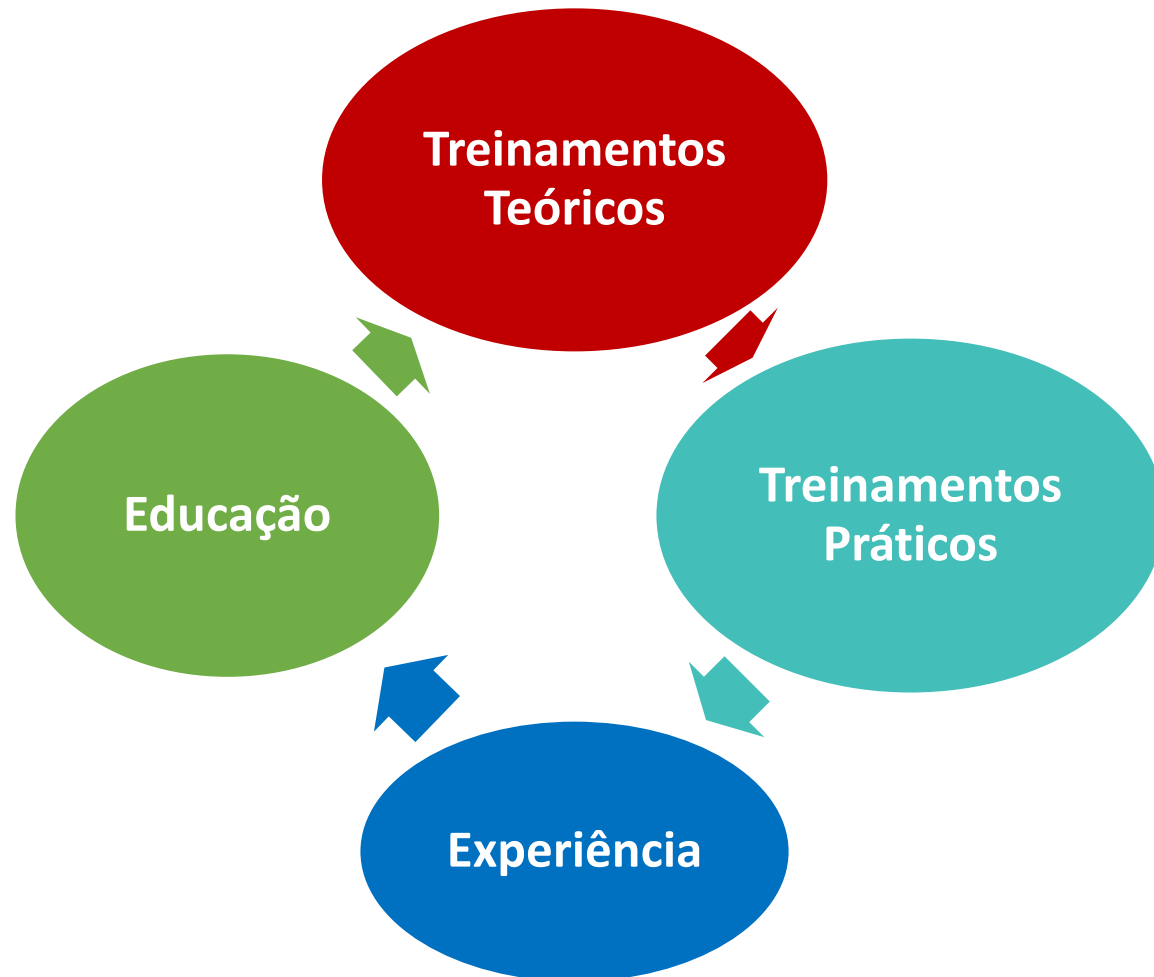 Treinamentos
Teóricos
Educação
Treinamentos
Práticos
Experiência